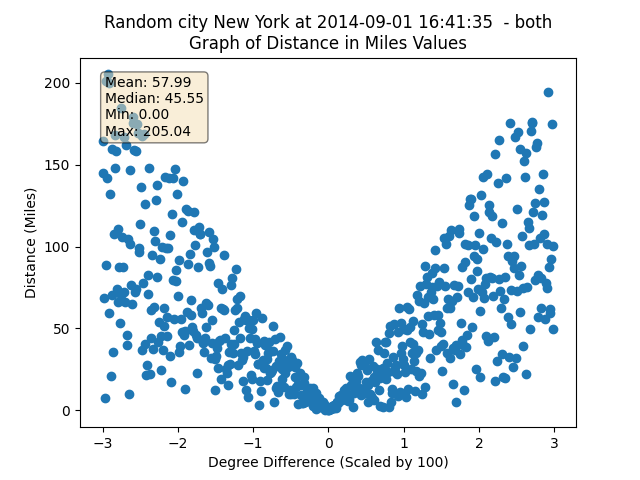 Random city New York at 2014-09-01 16:41:35  - both
Graph of Distance in Miles Values
Mean: 57.99
Median: 45.55
Min: 0.00
Max: 205.04
200
150
100
50
0
Distance (Miles)
−3
−2
−1
0
1
2
3
Degree Difference (Scaled by 100)